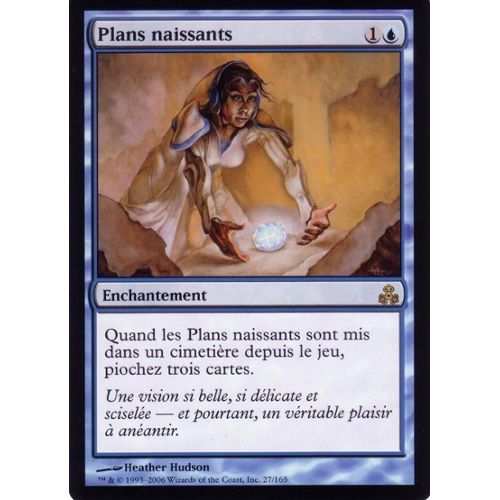 Plans naissants 1
Enchantement
Quand les Plans naissants sont mis
dans un cimetière depuis le jeu,
piochez trois cartes.
Une vision si belle, si délicate et
sciselée — et pourtant, un véritable plaisir
à anéantir.
Heather Hudson
™ & © 1993–2006 Wizards of the Coast, Inc. 27/165